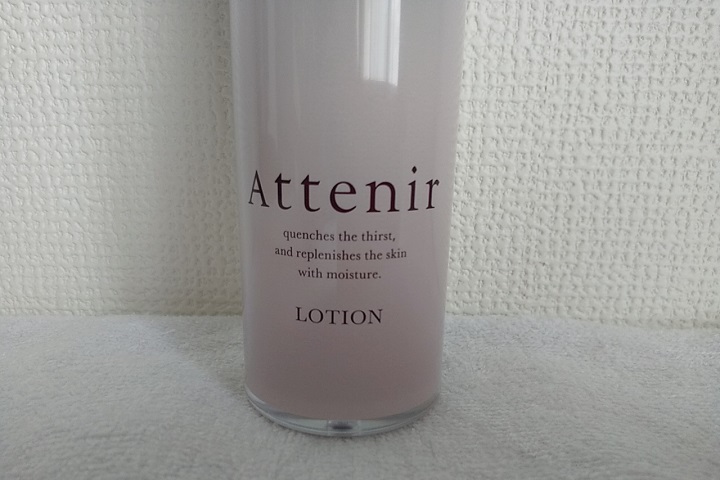 Attenir
quenches the thirst,
and replenishes the skin
with moisture.
LOTION